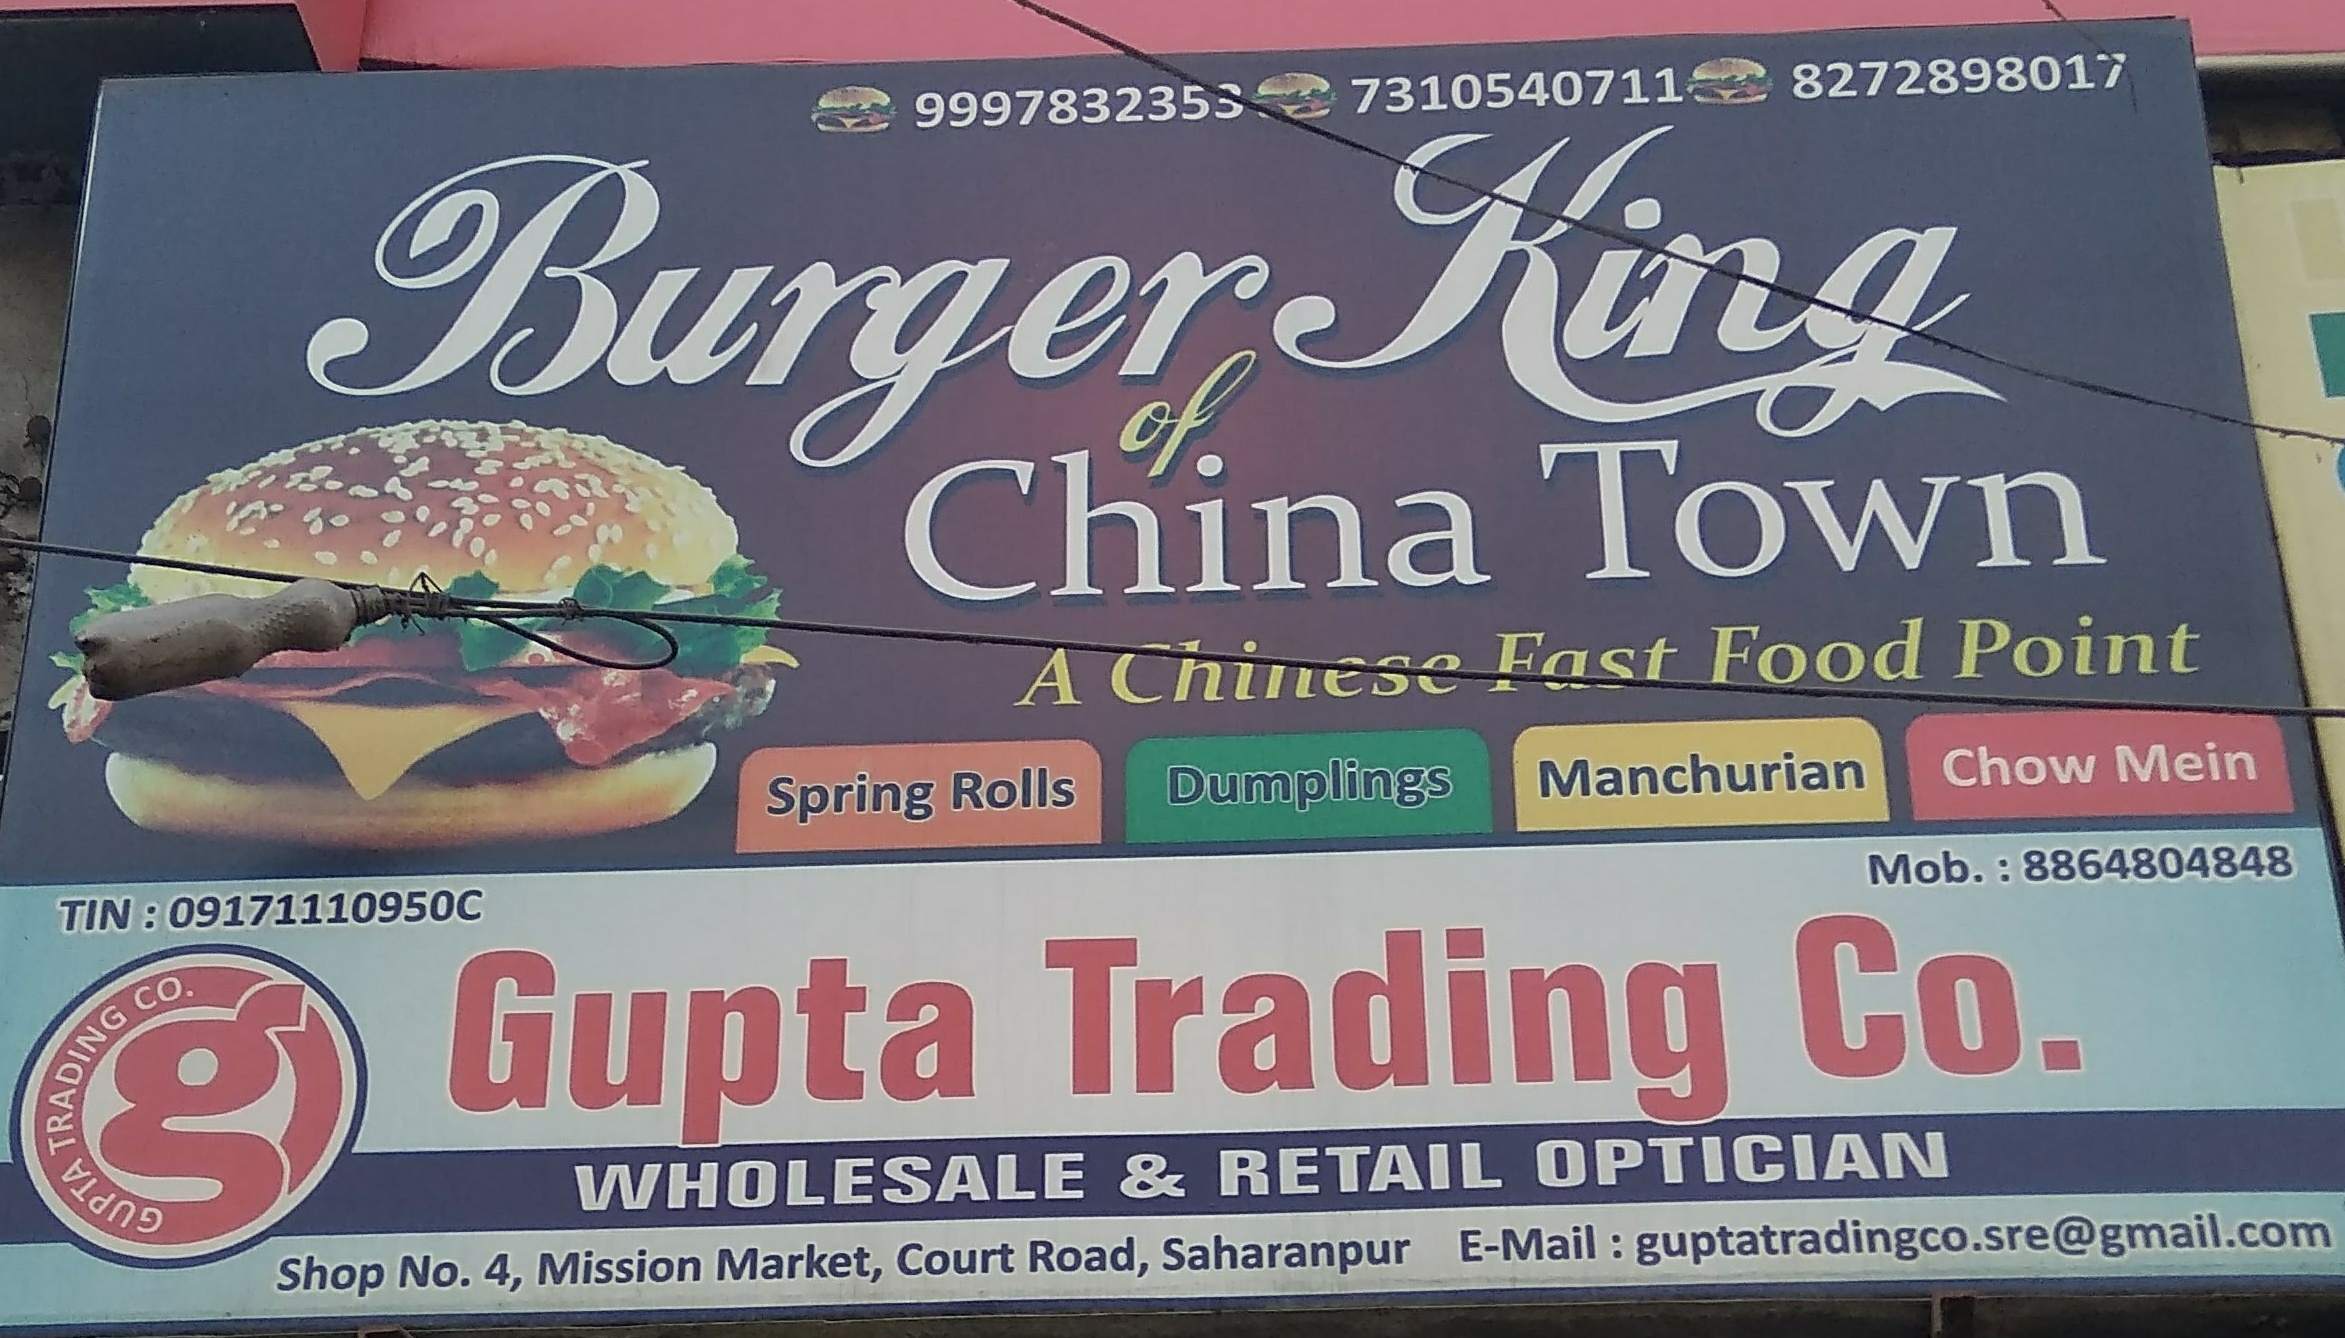 9997832353 7310540711 8272898017
Burger King
of
China Town
A Chinese Fast Food Point
Spring Rolls Dumplings Manchurian Chow Mein
TIN : 09171110950C Mob. : 8864804848
GUPTA TRADING CO.
g
Gupta Trading Co.
WHOLESALE & RETAIL OPTICIAN
Shop No. 4, Mission Market, Court Road, Saharanpur E-Mail : guptatradingco.sre@gmail.com